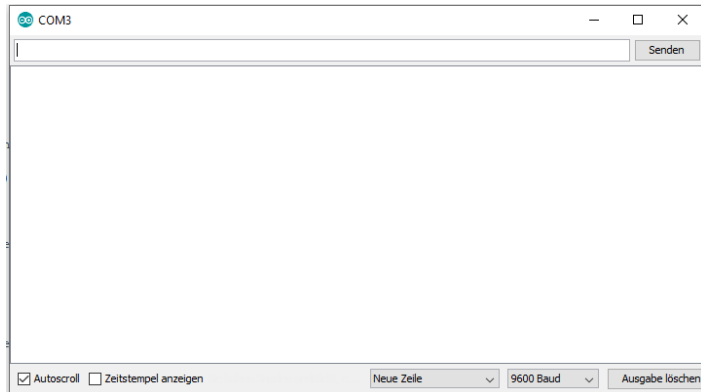 COM3
Senden
Autoscroll Zeitstempel anzeigen Neue Zeile 9600 Baud Ausgabe löschen